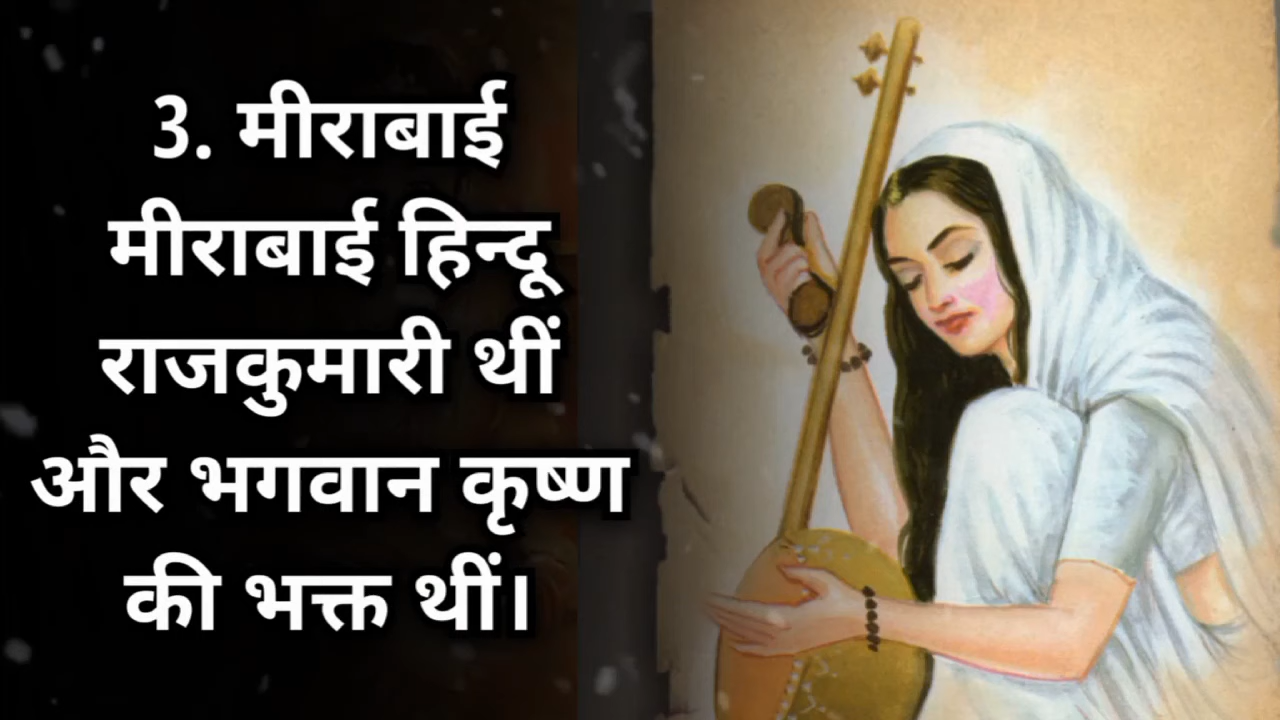 3. मीराबाई
मीराबाई हिन्दू
राजकुमारी थीं
और भगवान कृष्ण
की भक्त थीं।